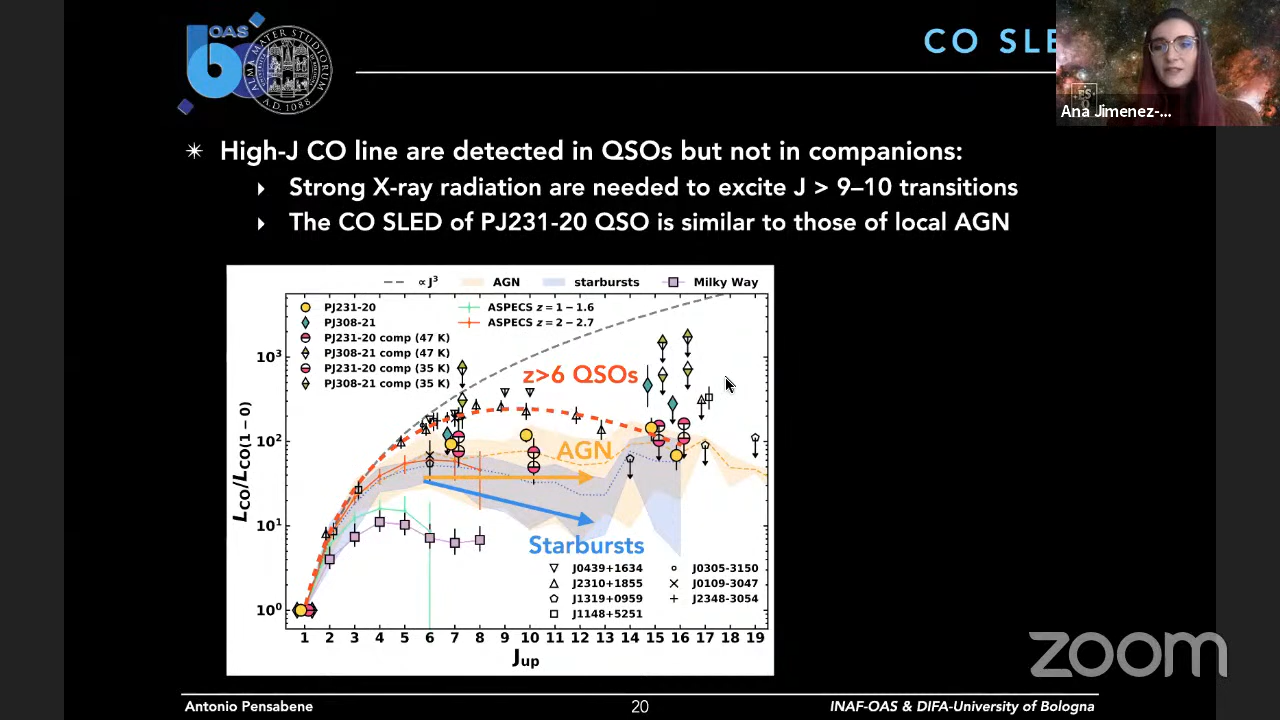 OAS
ALMA MATER STUDIORUM
A.D. 1088
CO SLE
Ana Jimenez-...
High-J CO line are detected in QSOs but not in companions:
Strong X-ray radiation are needed to excite J > 9–10 transitions
The CO SLED of PJ231-20 QSO is similar to those of local AGN
∝ J³ AGN starbursts Milky Way
PJ231-20 ASPECS z = 1 − 1.6
PJ308-21 ASPECS z = 2 − 2.7
PJ231-20 comp (47 K)
PJ308-21 comp (47 K)
PJ231-20 comp (35 K)
PJ308-21 comp (35 K)
z>6 QSOs
AGN
Starbursts
J0439+1634 J0305-3150
J2310+1855 J0109-3047
J1319+0959 J2348-3054
J1148+5251
10³
10²
10¹
10⁰
L_CO/L_CO(1−0)
1 2 3 4 5 6 7 8 9 10 11 12 13 14 15 16 17 18 19
J_up
zoom
Antonio Pensabene 20 INAF-OAS & DIFA-University of Bologna